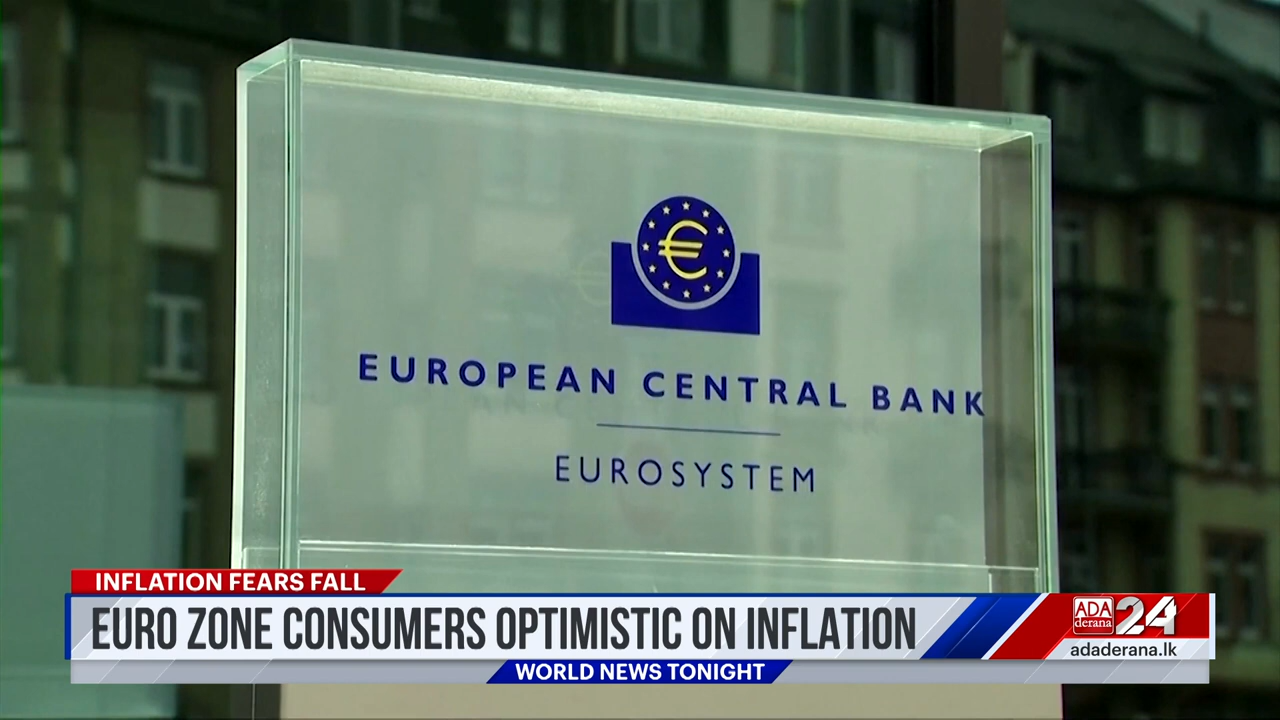 €
EUROPEAN CENTRAL BANK
EUROSYSTEM
INFLATION FEARS FALL
EURO ZONE CONSUMERS OPTIMISTIC ON INFLATION
ADA
derana
24
adaderana.lk
WORLD NEWS TONIGHT